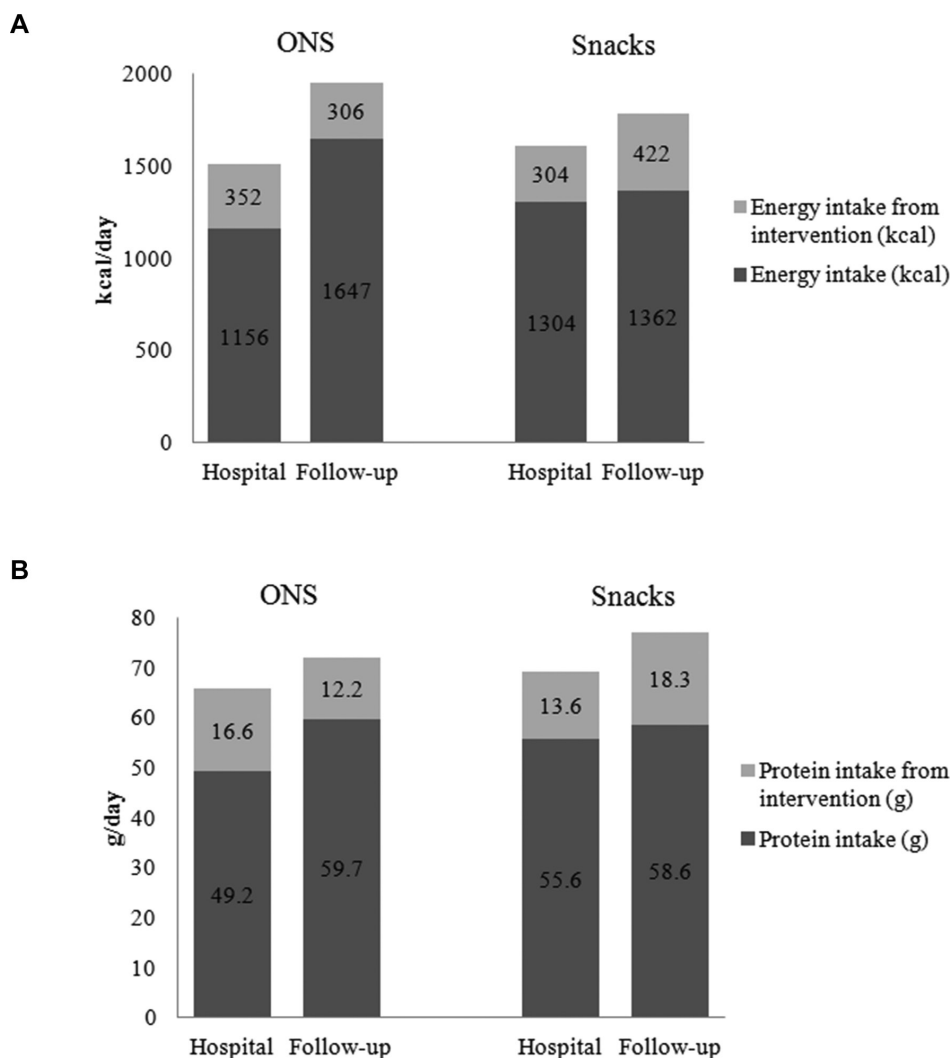 A
ONS
Snacks
2000
1500
1000
500
0
kcal/day
352
1156
306
1647
304
1304
422
1362
Hospital Follow-up
Hospital Follow-up
Energy intake from
intervention (kcal)
Energy intake (kcal)
B
ONS
Snacks
80
70
60
50
40
30
20
10
0
g/day
16.6
49.2
12.2
59.7
13.6
55.6
18.3
58.6
Hospital Follow-up
Hospital Follow-up
Protein intake from
intervention (g)
Protein intake (g)